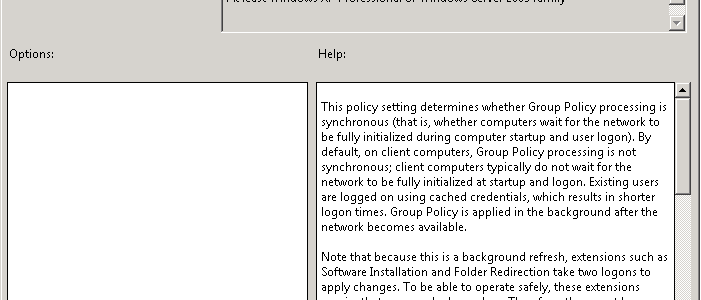 At least Windows XP Professional or Windows Server 2003 family
Options:
Help:
This policy setting determines whether Group Policy processing is
synchronous (that is, whether computers wait for the network to
be fully initialized during computer startup and user logon). By
default, on client computers, Group Policy processing is not
synchronous; client computers typically do not wait for the
network to be fully initialized at startup and logon. Existing users
are logged on using cached credentials, which results in shorter
logon times. Group Policy is applied in the background after the
network becomes available.
Note that because this is a background refresh, extensions such as
Software Installation and Folder Redirection take two logons to
apply changes. To be able to operate safely, these extensions